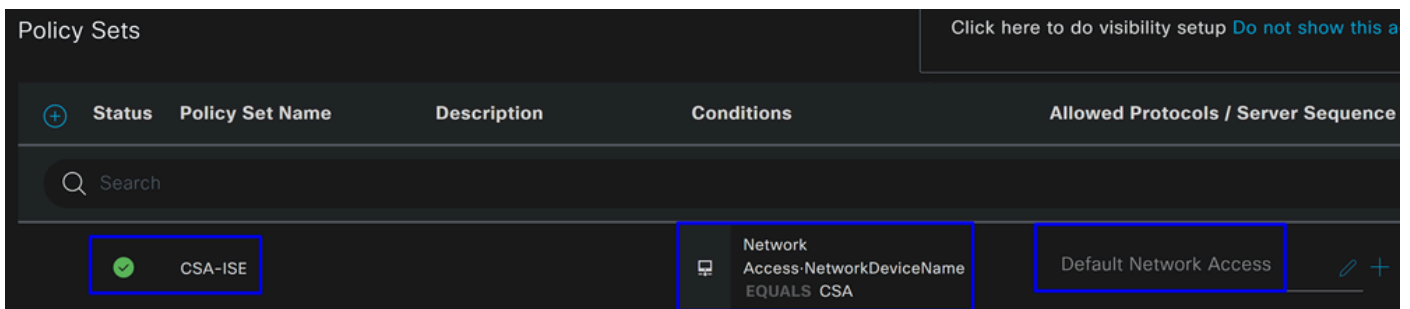 Policy Sets
Click here to do visibility setup Do not show this a
Status Policy Set Name Description Conditions Allowed Protocols / Server Sequence
Search
CSA-ISE
Network
Access·NetworkDeviceName
EQUALS CSA
Default Network Access